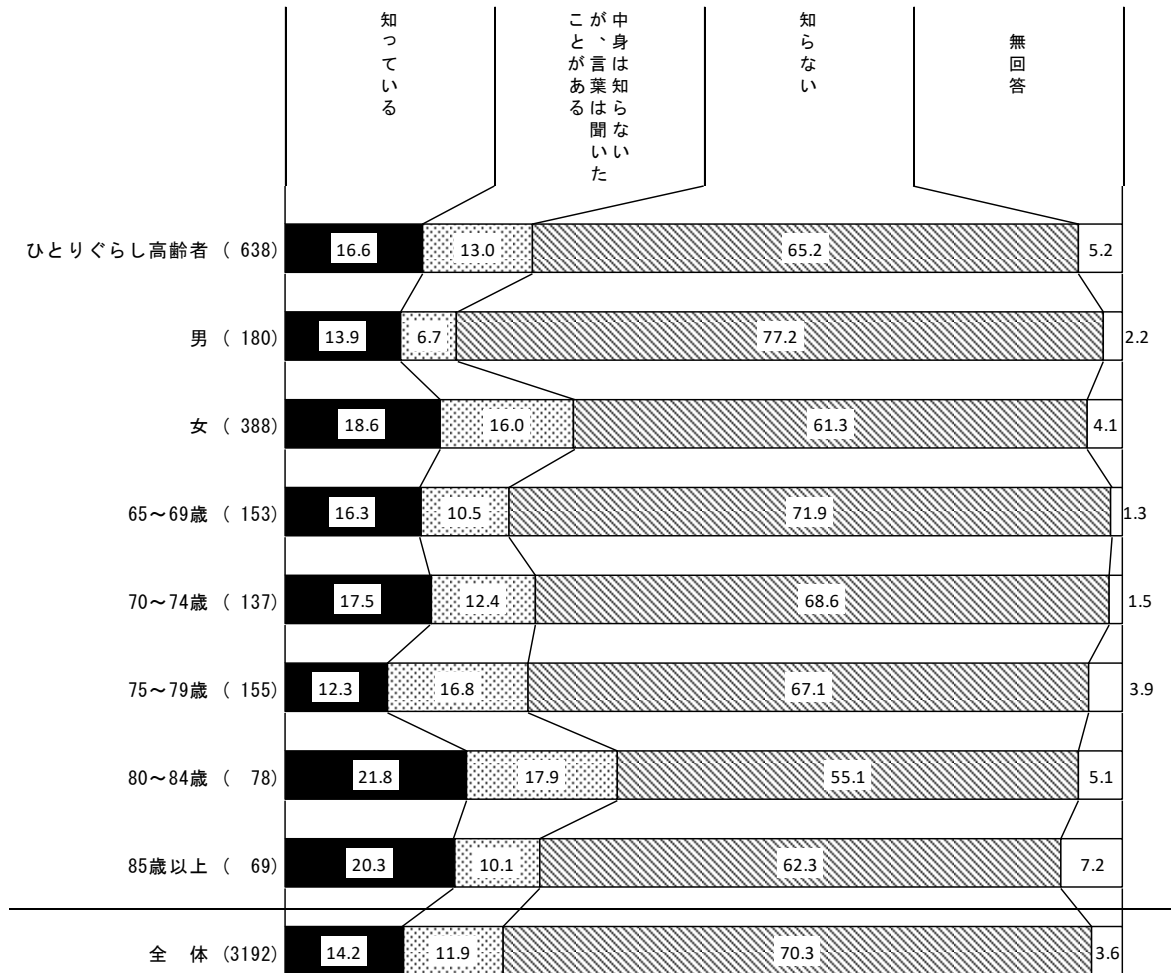 知っている
中身は知らない
が、言葉は聞いた
ことがある
知らない
無回答
ひとりぐらし高齢者 ( 638) 16.6 13.0 65.2 5.2
男 ( 180) 13.9 6.7 77.2 2.2
女 ( 388) 18.6 16.0 61.3 4.1
65～69歳 ( 153) 16.3 10.5 71.9 1.3
70～74歳 ( 137) 17.5 12.4 68.6 1.5
75～79歳 ( 155) 12.3 16.8 67.1 3.9
80～84歳 ( 78) 21.8 17.9 55.1 5.1
85歳以上 ( 69) 20.3 10.1 62.3 7.2
全 体 (3192) 14.2 11.9 70.3 3.6